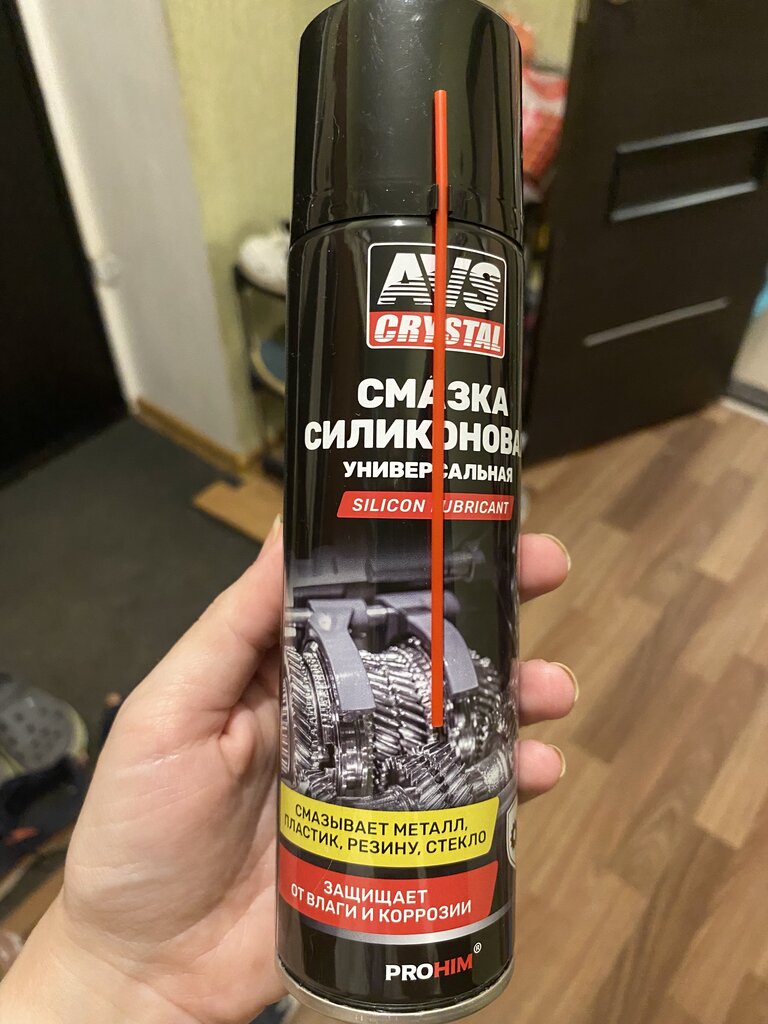 AVS
CRYSTAL
СМАЗКА
СИЛИКОНОВА
УНИВЕРСАЛЬНАЯ
SILICON LUBRICANT
СМАЗЫВАЕТ МЕТАЛЛ,
ПЛАСТИК, РЕЗИНУ, СТЕКЛО
ЗАЩИЩАЕТ
ОТ ВЛАГИ И КОРРОЗИИ
PROHIM®